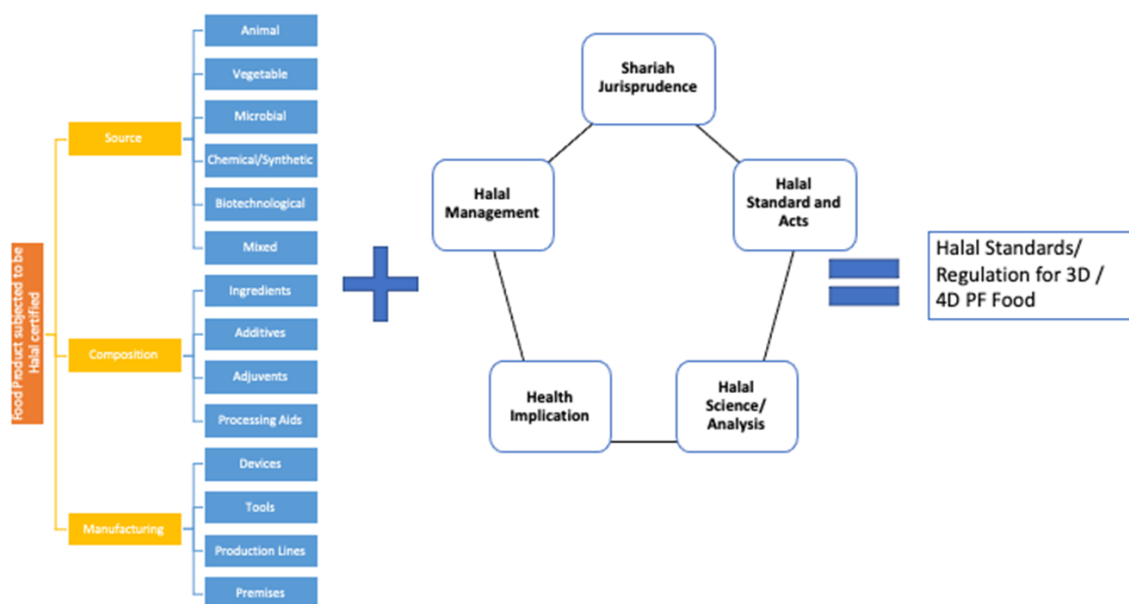 Food Product subjected to be
Halal certified
Source
Animal
Vegetable
Microbial
Chemical/Synthetic
Biotechnological
Mixed
Composition
Ingredients
Additives
Adjuvents
Processing Aids
Manufacturing
Devices
Tools
Production Lines
Premises
Shariah
Jurisprudence
Halal
Management
Halal
Standard and
Acts
Health
Implication
Halal
Science/
Analysis
Halal Standards/
Regulation for 3D /
4D PF Food